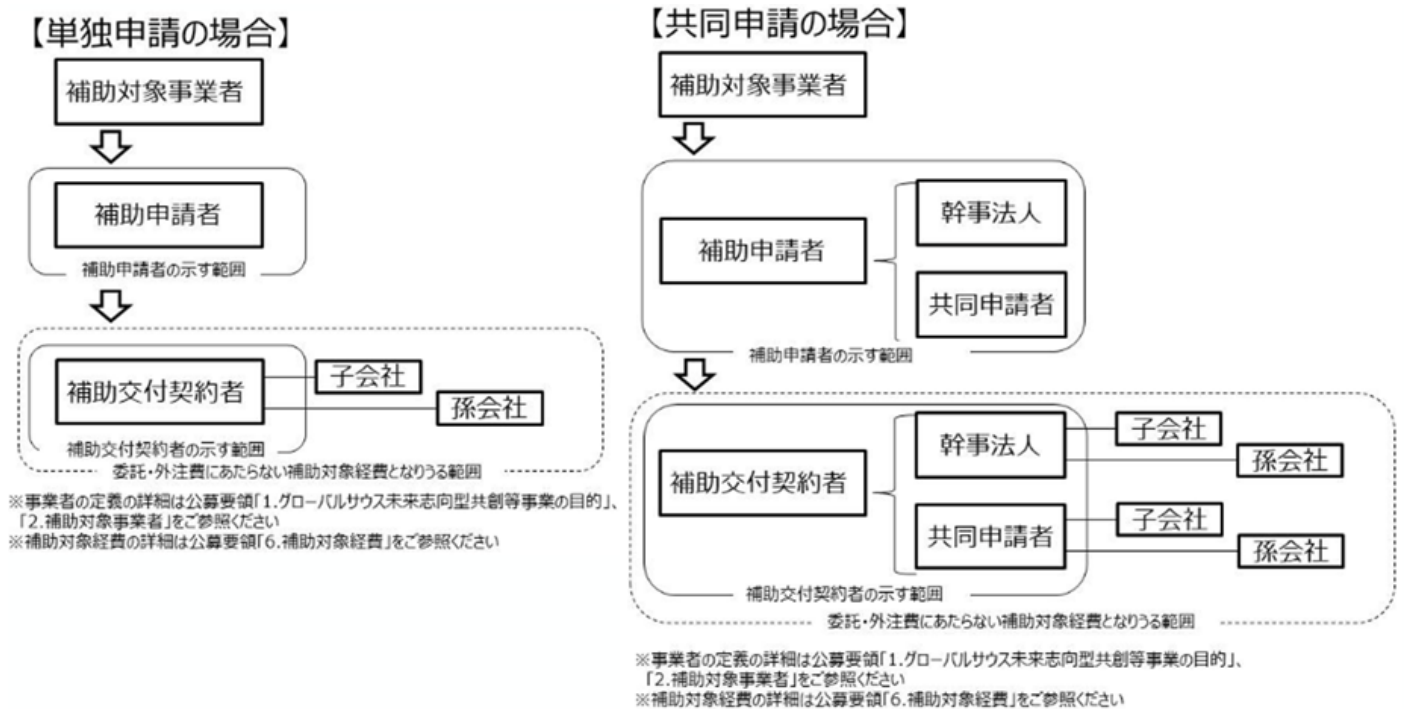 【単独申請の場合】
補助対象事業者
補助申請者
補助申請者の示す範囲
補助交付契約者
子会社
孫会社
補助交付契約者の示す範囲
委託・外注費にあたらない補助対象経費となりうる範囲
※事業者の定義の詳細は公募要領「1.グローバルサウス未来志向型共創等事業の目的」、
「2.補助対象事業者」をご参照ください
※補助対象経費の詳細は公募要領「6.補助対象経費」をご参照ください
【共同申請の場合】
補助対象事業者
補助申請者
幹事法人
共同申請者
補助申請者の示す範囲
補助交付契約者
幹事法人
子会社
孫会社
共同申請者
子会社
孫会社
補助交付契約者の示す範囲
委託・外注費にあたらない補助対象経費となりうる範囲
※事業者の定義の詳細は公募要領「1.グローバルサウス未来志向型共創等事業の目的」、
「2.補助対象事業者」をご参照ください
※補助対象経費の詳細は公募要領「6.補助対象経費」をご参照ください